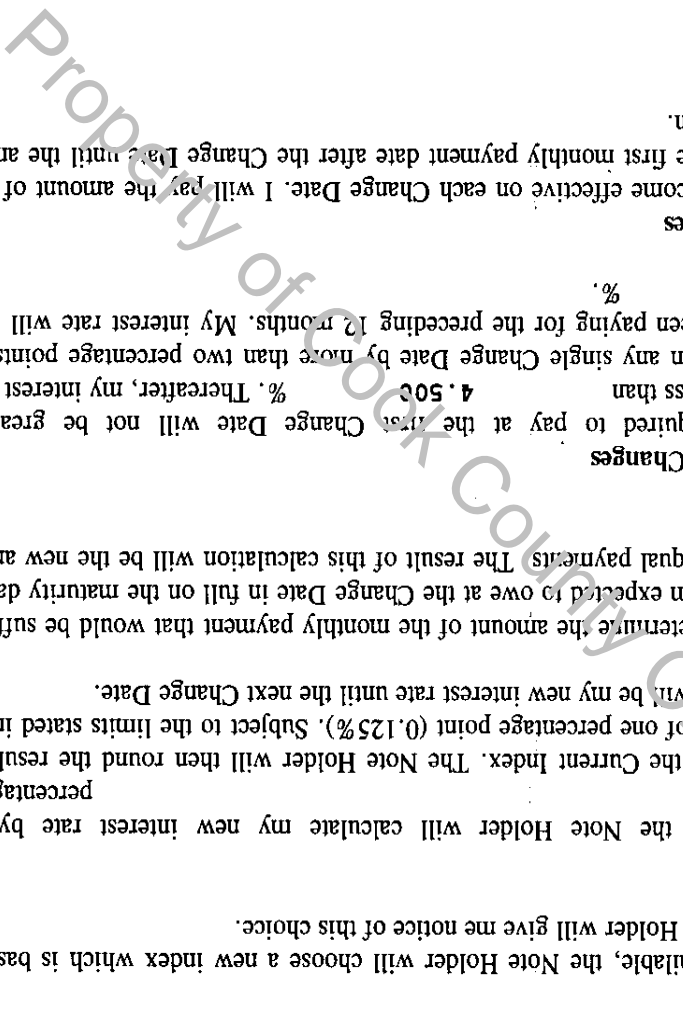 ilable, the Note Holder will choose a new index which is bas
Holder will give me notice of this choice.
the Note Holder will calculate my new interest rate by
percentag
the Current Index. The Note Holder will then round the resul
of one percentage point (0.125%). Subject to the limits stated in
will be my new interest rate until the next Change Date.
etermine the amount of the monthly payment that would be suff
n expected to owe at the Change Date in full on the maturity da
qual payments. The result of this calculation will be the new am
Changes
quired to pay at the first Change Date will not be grea
ss than 4.500 %. Thereafter, my interest
n any single Change Date by more than two percentage points
en paying for the preceding 12 months. My interest rate will
%.
es
come effective on each Change Date. I will pay the amount of
e first monthly payment date after the Change Date until the am
n.
Property of Cook County C